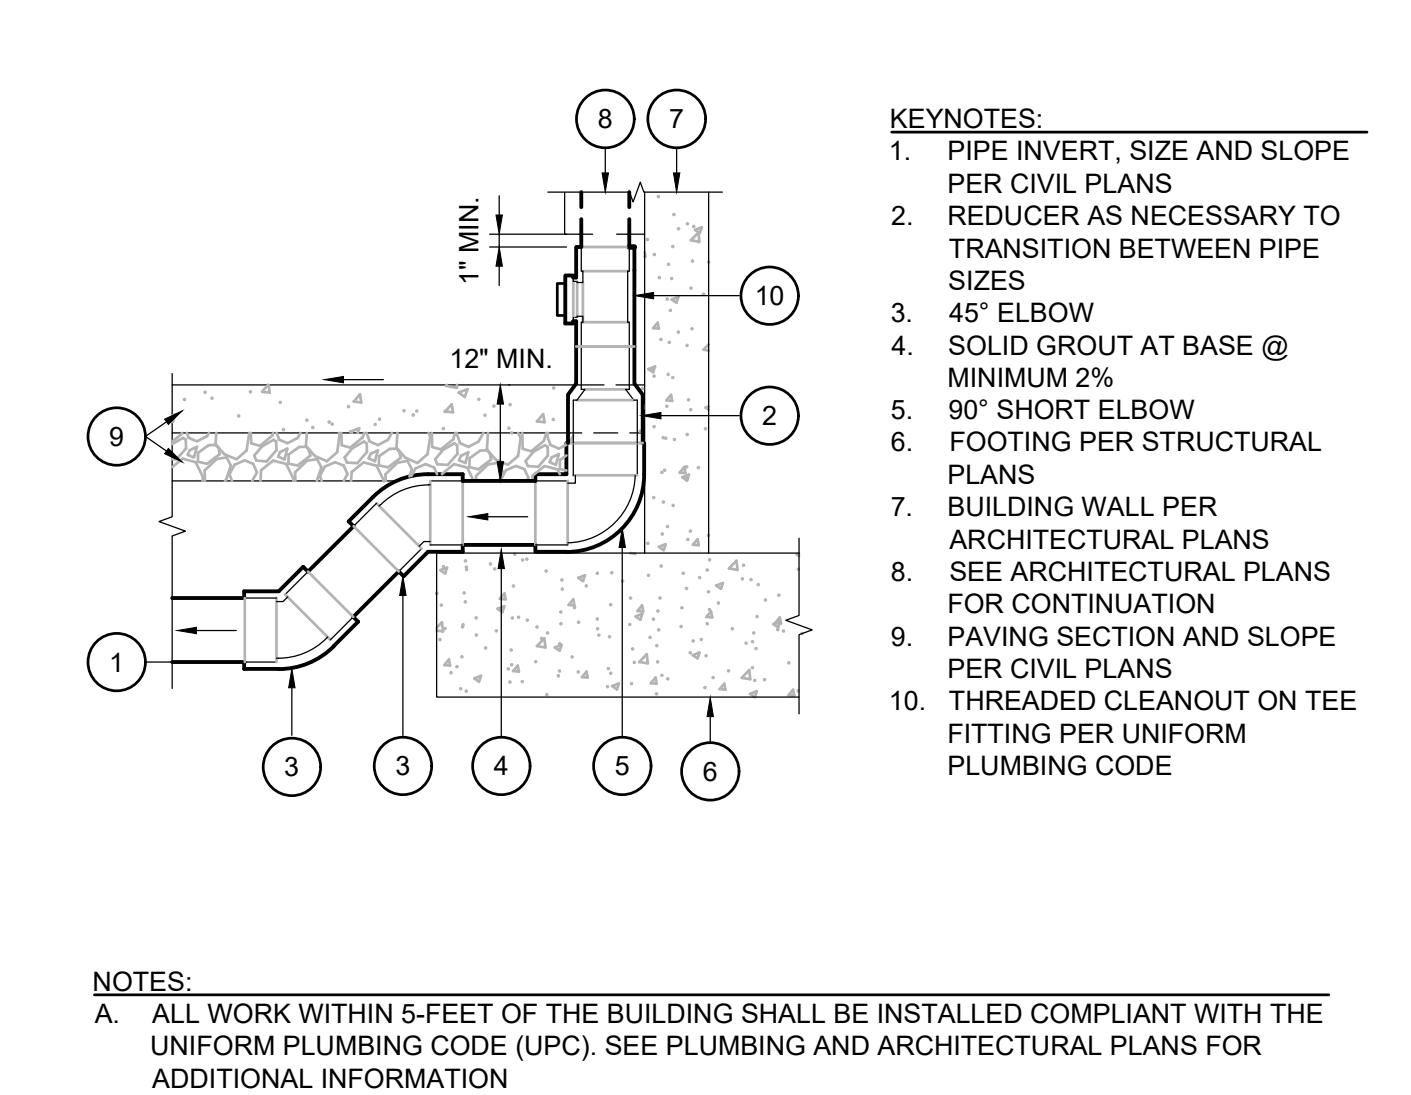 8
7
1" MIN.
10
12" MIN.
2
9
1
3
3
4
5
6
KEYNOTES:
1. PIPE INVERT, SIZE AND SLOPE
PER CIVIL PLANS
2. REDUCER AS NECESSARY TO
TRANSITION BETWEEN PIPE
SIZES
3. 45° ELBOW
4. SOLID GROUT AT BASE @
MINIMUM 2%
5. 90° SHORT ELBOW
6. FOOTING PER STRUCTURAL
PLANS
7. BUILDING WALL PER
ARCHITECTURAL PLANS
8. SEE ARCHITECTURAL PLANS
FOR CONTINUATION
9. PAVING SECTION AND SLOPE
PER CIVIL PLANS
10. THREADED CLEANOUT ON TEE
FITTING PER UNIFORM
PLUMBING CODE
NOTES:
A. ALL WORK WITHIN 5-FEET OF THE BUILDING SHALL BE INSTALLED COMPLIANT WITH THE
UNIFORM PLUMBING CODE (UPC). SEE PLUMBING AND ARCHITECTURAL PLANS FOR
ADDITIONAL INFORMATION